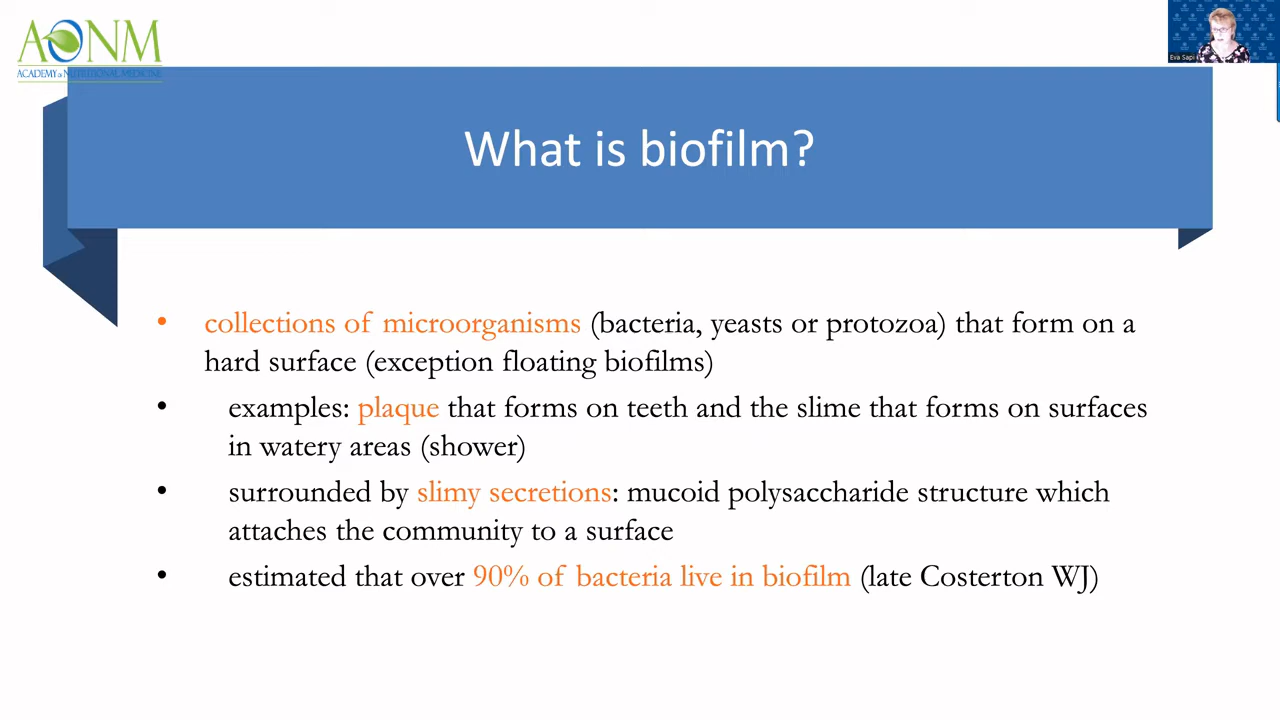 AONM
ACADEMY of NUTRITIONAL MEDICINE
Eva Sapi
What is biofilm?
• collections of microorganisms (bacteria, yeasts or protozoa) that form on a
hard surface (exception floating biofilms)
• examples: plaque that forms on teeth and the slime that forms on surfaces
in watery areas (shower)
• surrounded by slimy secretions: mucoid polysaccharide structure which
attaches the community to a surface
• estimated that over 90% of bacteria live in biofilm (late Costerton WJ)